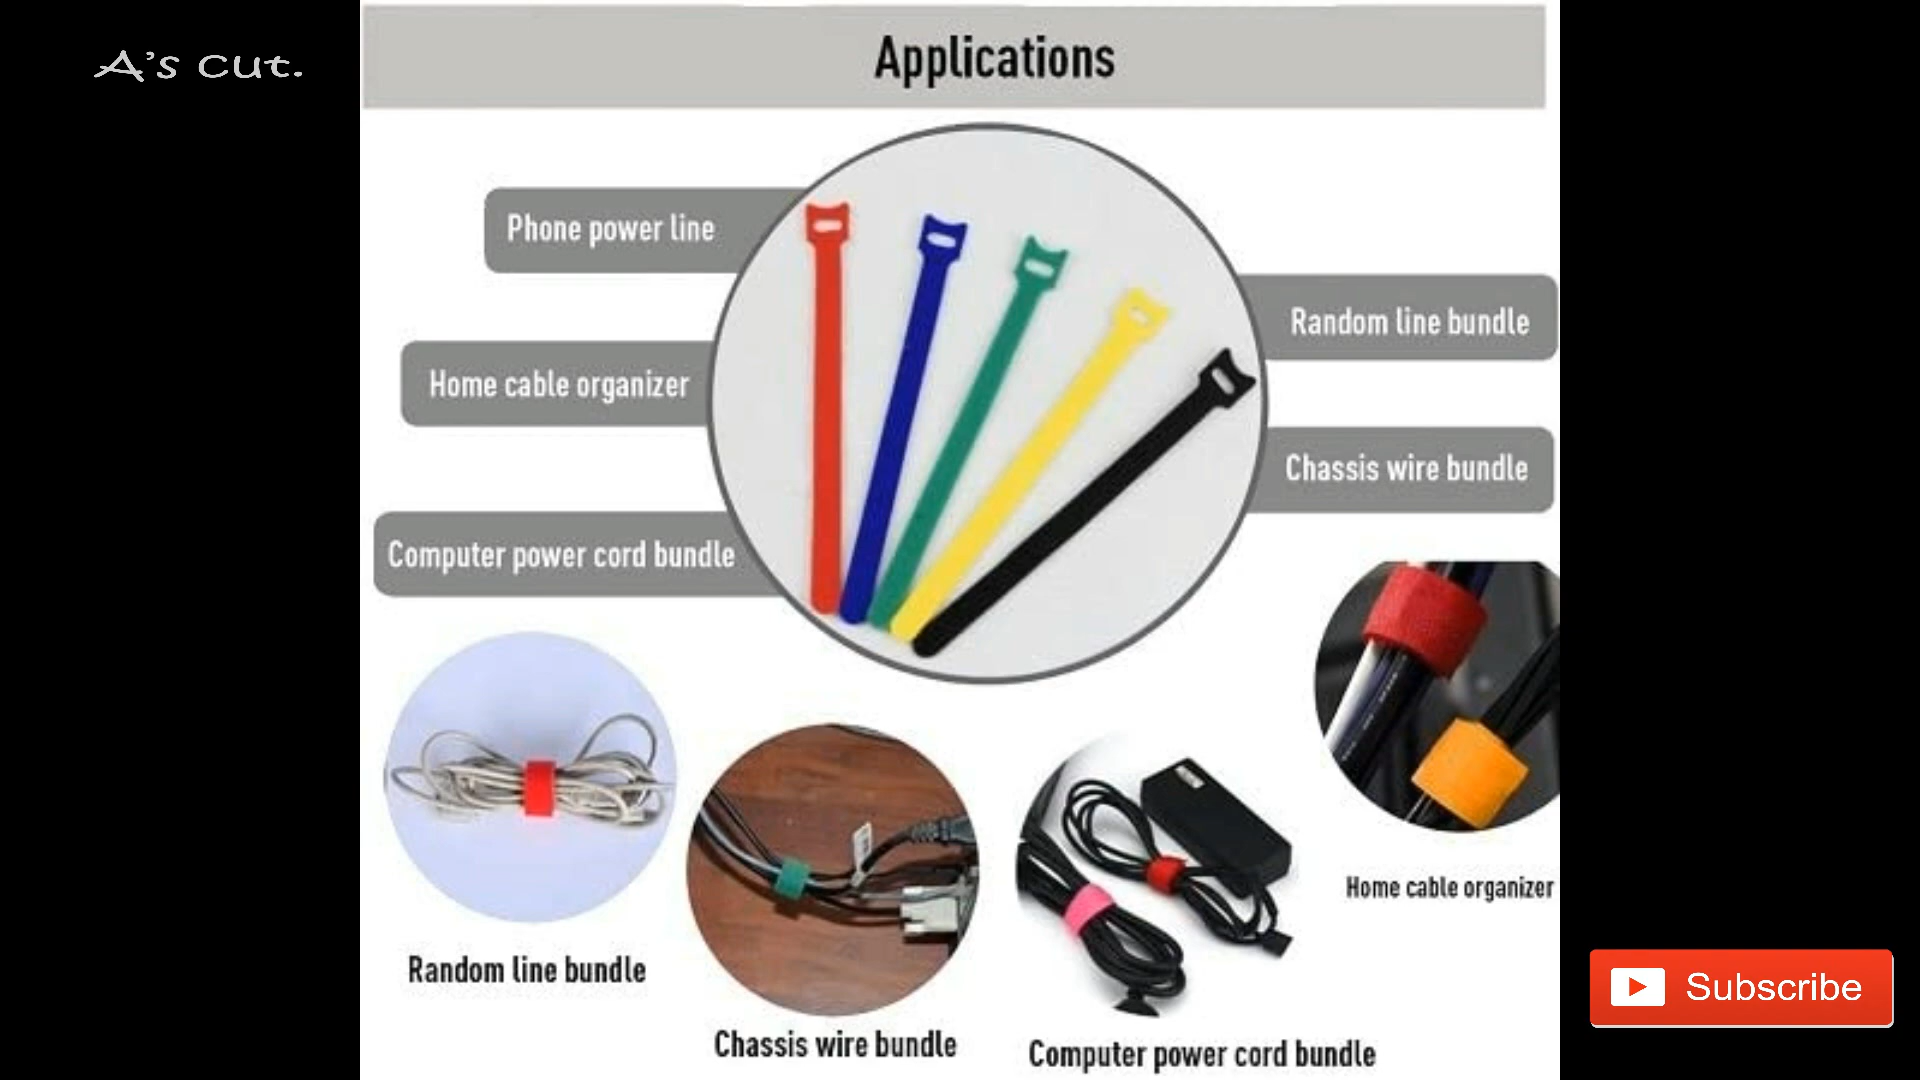 A's cut.
Applications
Phone power line
Random line bundle
Home cable organizer
Chassis wire bundle
Computer power cord bundle
Home cable organizer
Random line bundle
Chassis wire bundle
Computer power cord bundle
Subscribe